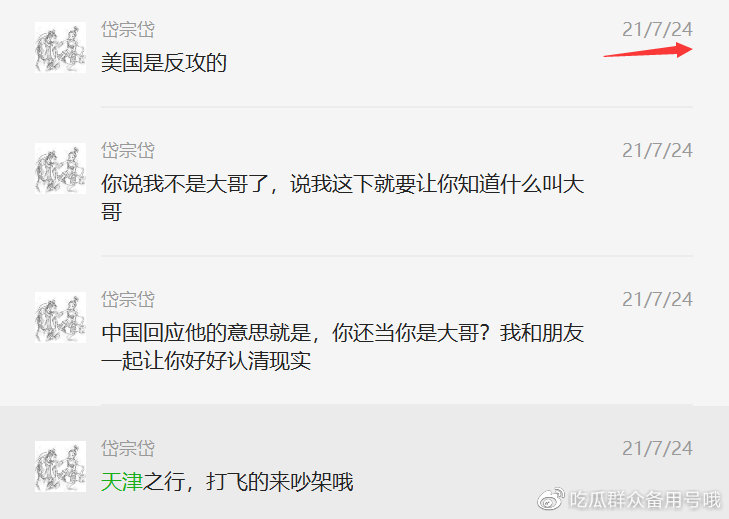 岱宗岱
21/7/24
美国是反攻的
岱宗岱
21/7/24
你说我不是大哥了，说我这下就要让你知道什么叫大
哥
岱宗岱
21/7/24
中国回应他的意思就是，你还当你是大哥？我和朋友
一起让你好好认清现实
岱宗岱
21/7/24
天津之行，打飞的来吵架哦
吃瓜群众备用号哦